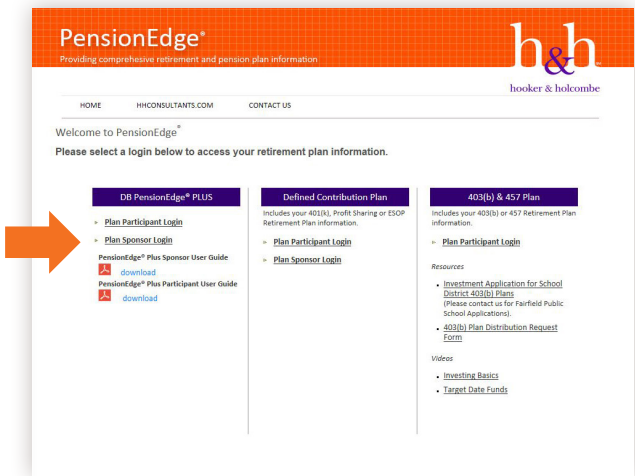 PensionEdge®
Providing comprehesive retirement and pension plan information
h&h
hooker & holcombe
HOME HHCONSULTANTS.COM CONTACT US
Welcome to PensionEdge®
Please select a login below to access your retirement plan information.
DB PensionEdge® PLUS
Plan Participant Login
Plan Sponsor Login
PensionEdge® Plus Sponsor User Guide
download
PensionEdge® Plus Participant User Guide
download
Defined Contribution Plan
Includes your 401(k), Profit Sharing or ESOP
Retirement Plan information.
Plan Participant Login
Plan Sponsor Login
403(b) & 457 Plan
Includes your 403(b) or 457 Retirement Plan
information.
Plan Participant Login
Resources
Investment Application for School
District 403(b) Plans
(Please contact us for Fairfield Public
School Applications).
403(b) Plan Distribution Request
Form
Videos
Investing Basics
Target Date Funds